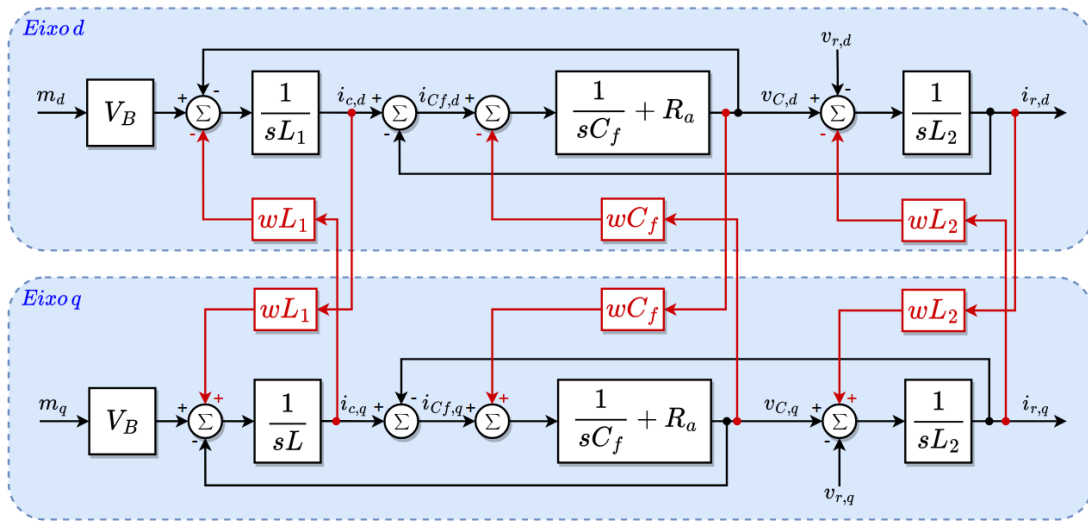 Eixo d
v_{r,d}
m_d V_B + - Σ - 1/(sL_1) i_{c,d} + Σ - i_{Cf,d} + Σ - 1/(sC_f) + R_a v_{C,d} + - Σ - 1/(sL_2) i_{r,d}
wL_1 wC_f wL_2
Eixo q
wL_1 wC_f wL_2
m_q V_B + + Σ - 1/(sL) i_{c,q} + - Σ i_{Cf,q} + + Σ 1/(sC_f) + R_a v_{C,q} + + Σ - 1/(sL_2) i_{r,q}
v_{r,q}